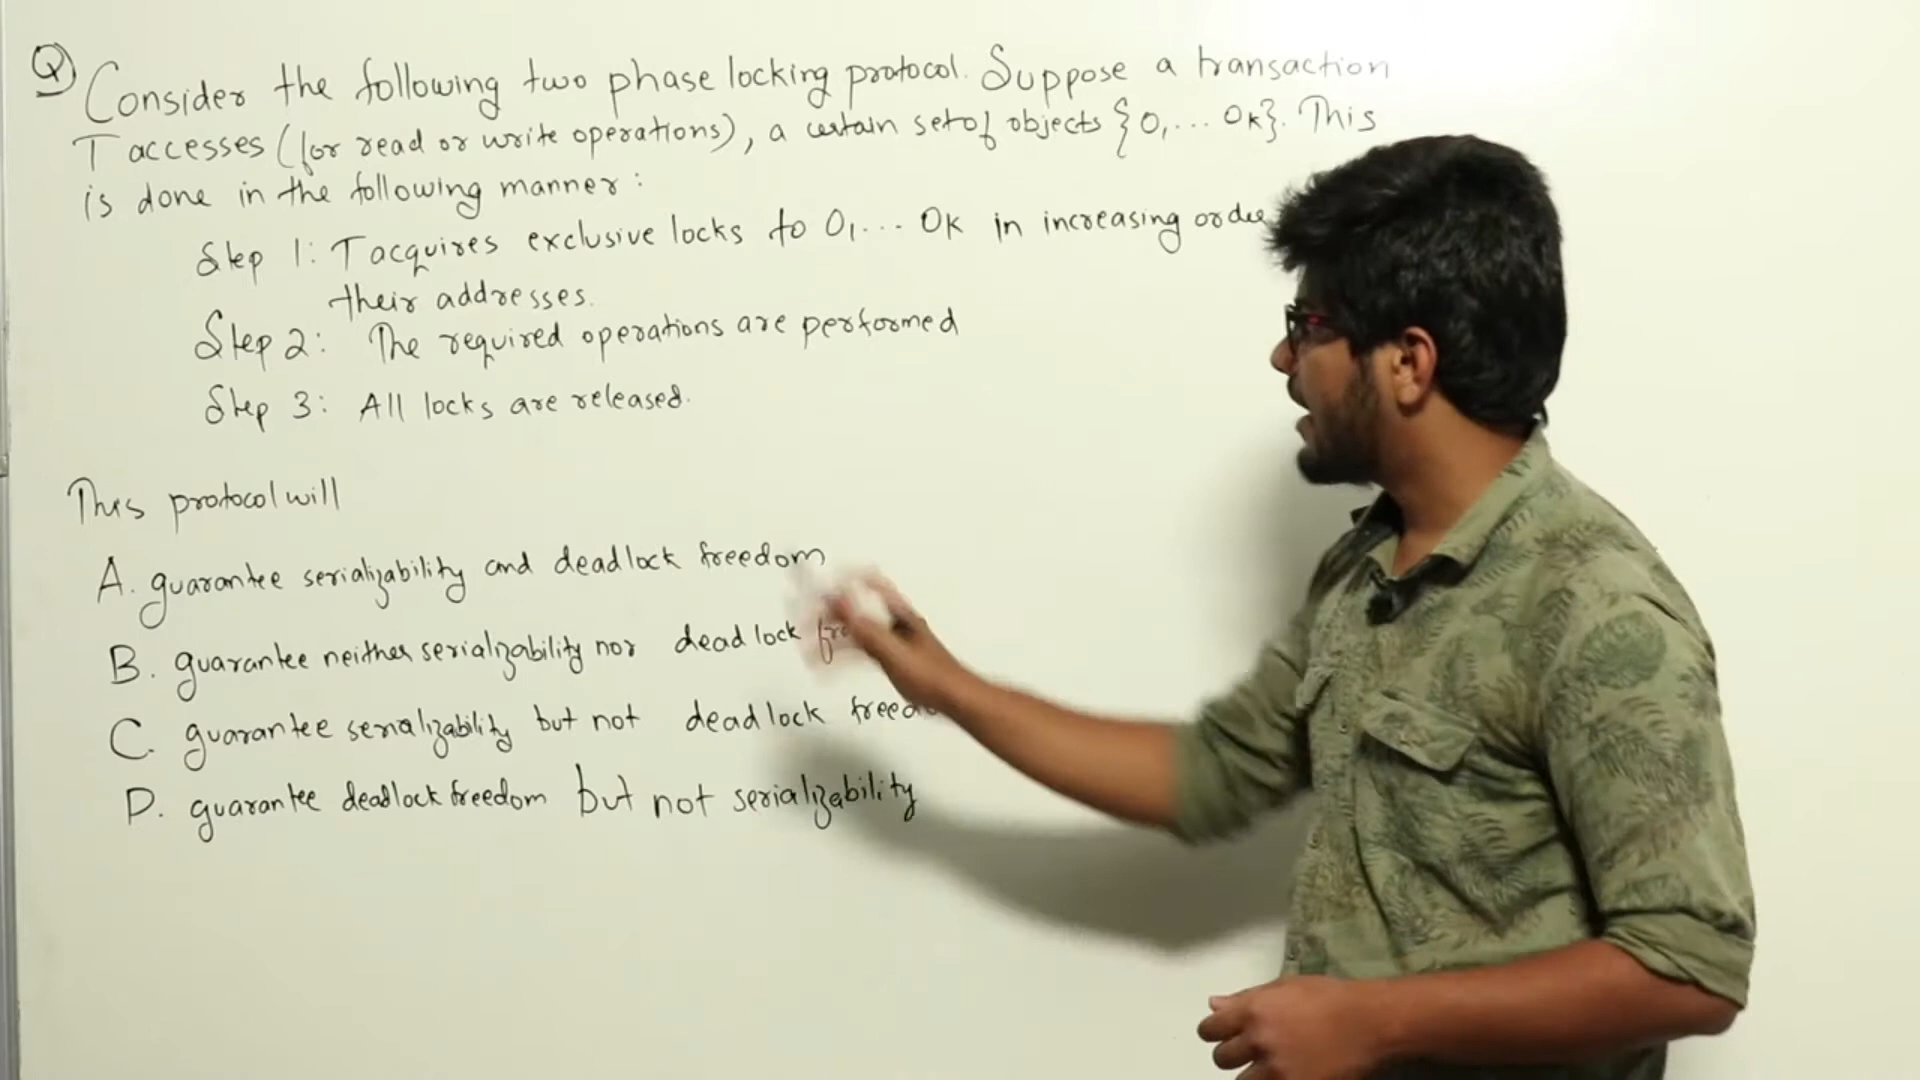 Q) Consider the following two phase locking protocol. Suppose a transaction
T accesses (for read or write operations), a certain set of objects {O1 ... Ok}. This
is done in the following manner:
Step 1: T acquires exclusive locks to O1 ... Ok in increasing
their addresses.
Step 2: The required operations are performed
Step 3: All locks are released.
This protocol will
A. guarantee serializability and deadlock freedom
B. guarantee neither serializability nor deadlock
C. guarantee serializability but not deadlock
D. guarantee deadlock freedom but not serializability